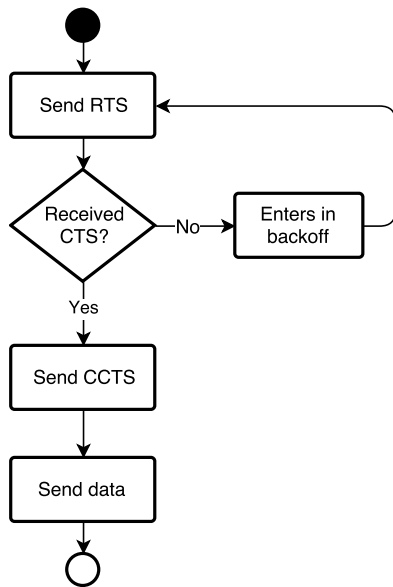 Send RTS
Received
CTS?
No
Enters in
backoff
Yes
Send CCTS
Send data